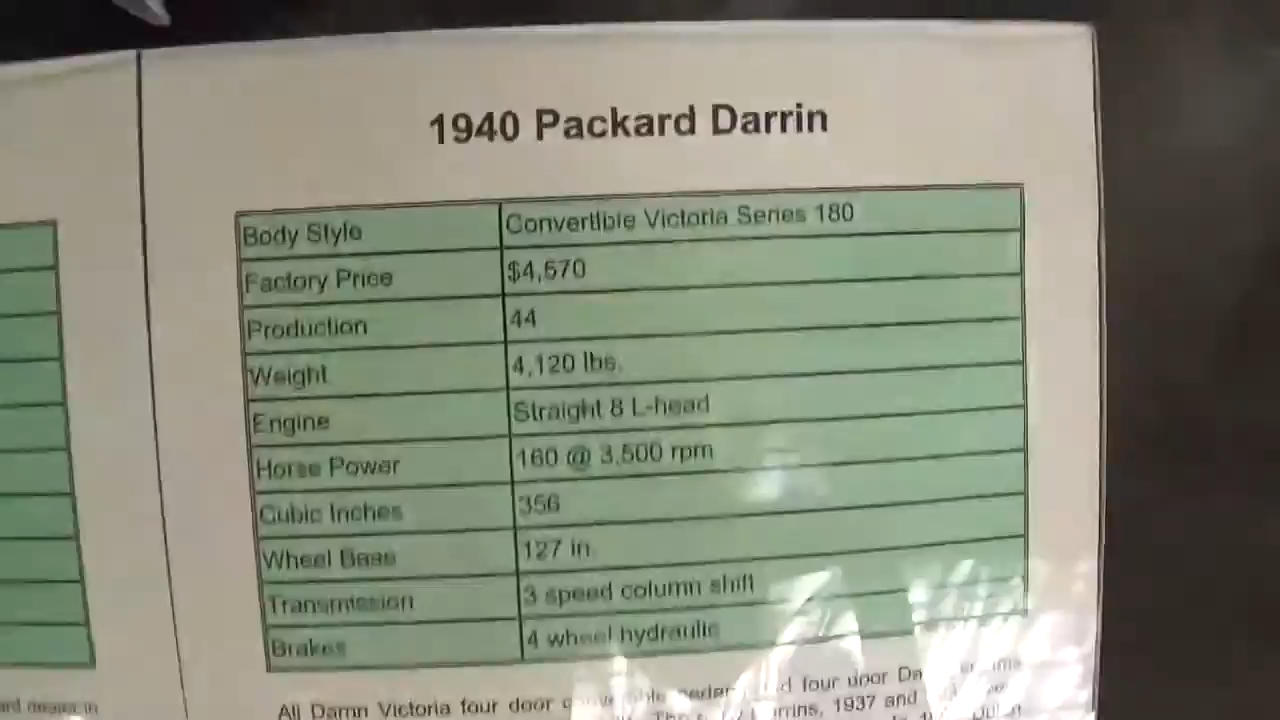 1940 Packard Darrin
Body Style Convertible Victoria Series 180
Factory Price $4,570
Production 44
Weight 4,120 lbs.
Engine Straight 8 L-head
Horse Power 160 @ 3,500 rpm
Cubic Inches 356
Wheel Base 127 in.
Transmission 3 speed column shift
Brakes 4 wheel hydraulic
All Darrin Victoria four door four door
1937 and